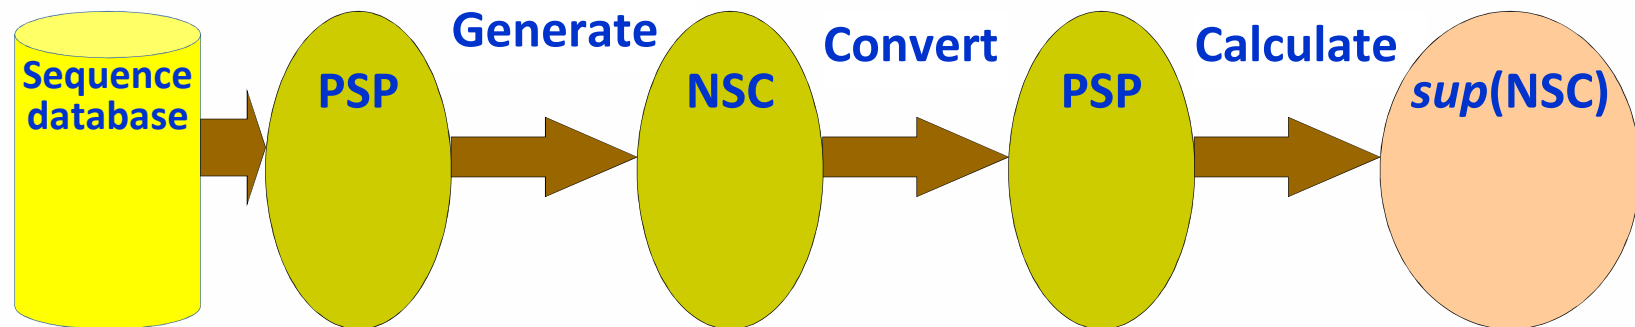 Sequence
database
PSP
Generate
NSC
Convert
PSP
Calculate
sup(NSC)